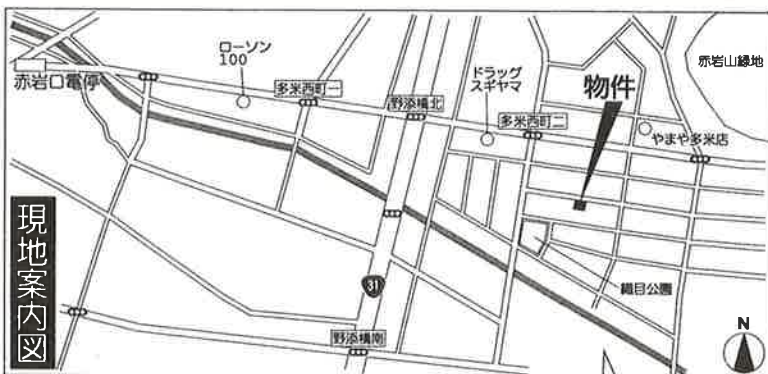 ローソン
100
赤岩口電停
多米西町一
野添橋北
ドラッグ
スギヤマ
多米西町二
物件
やまや多米店
赤岩山緑地
現地案内図
31
織目公園
野添橋南
N